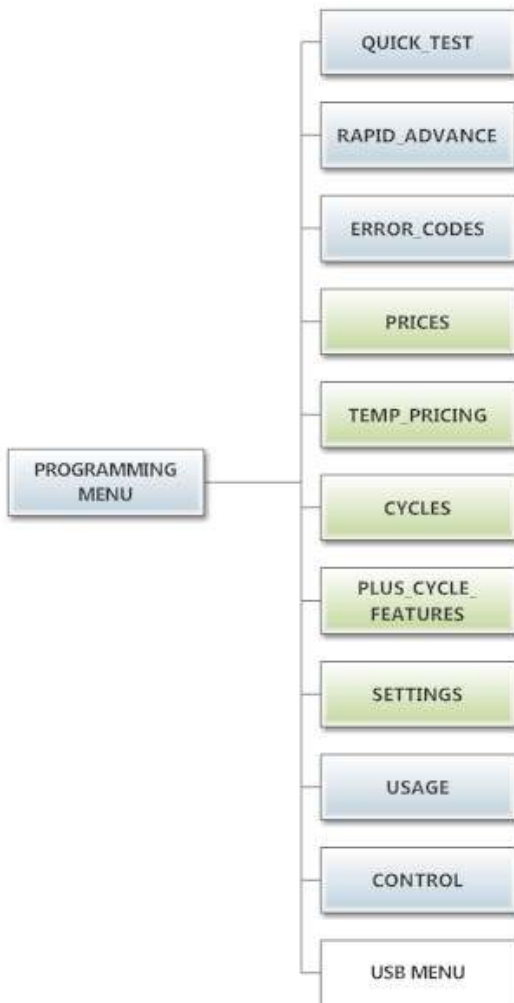 QUICK_TEST
RAPID_ADVANCE
ERROR_CODES
PRICES
TEMP_PRICING
PROGRAMMING
MENU
CYCLES
PLUS_CYCLE_
FEATURES
SETTINGS
USAGE
CONTROL
USB MENU